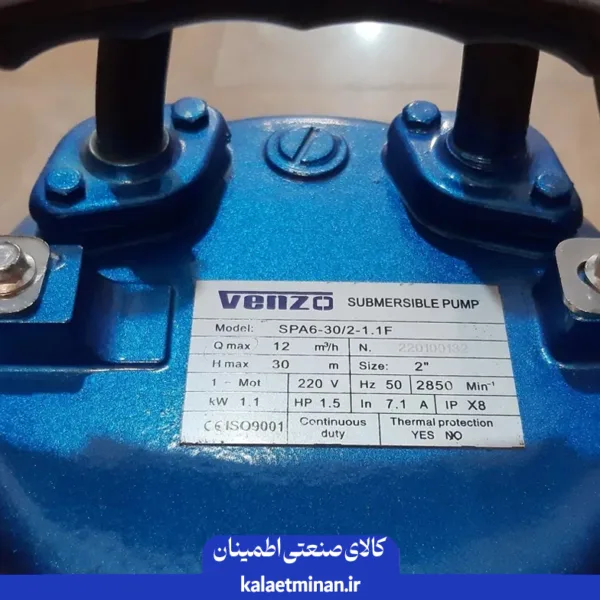 Venzo SUBMERSIBLE PUMP
Model: SPA6-30/2-1.1F
Q max 12 m³/h N. 220100132
H max 30 m Size: 2"
1~ Mot 220 V Hz 50 2850 Min⁻¹
kW 1.1 HP 1.5 In 7.1 A IP X8
CE ISO9001 Continuous duty Thermal protection YES NO
کالای صنعتی اطمینان
kalaetminan.ir